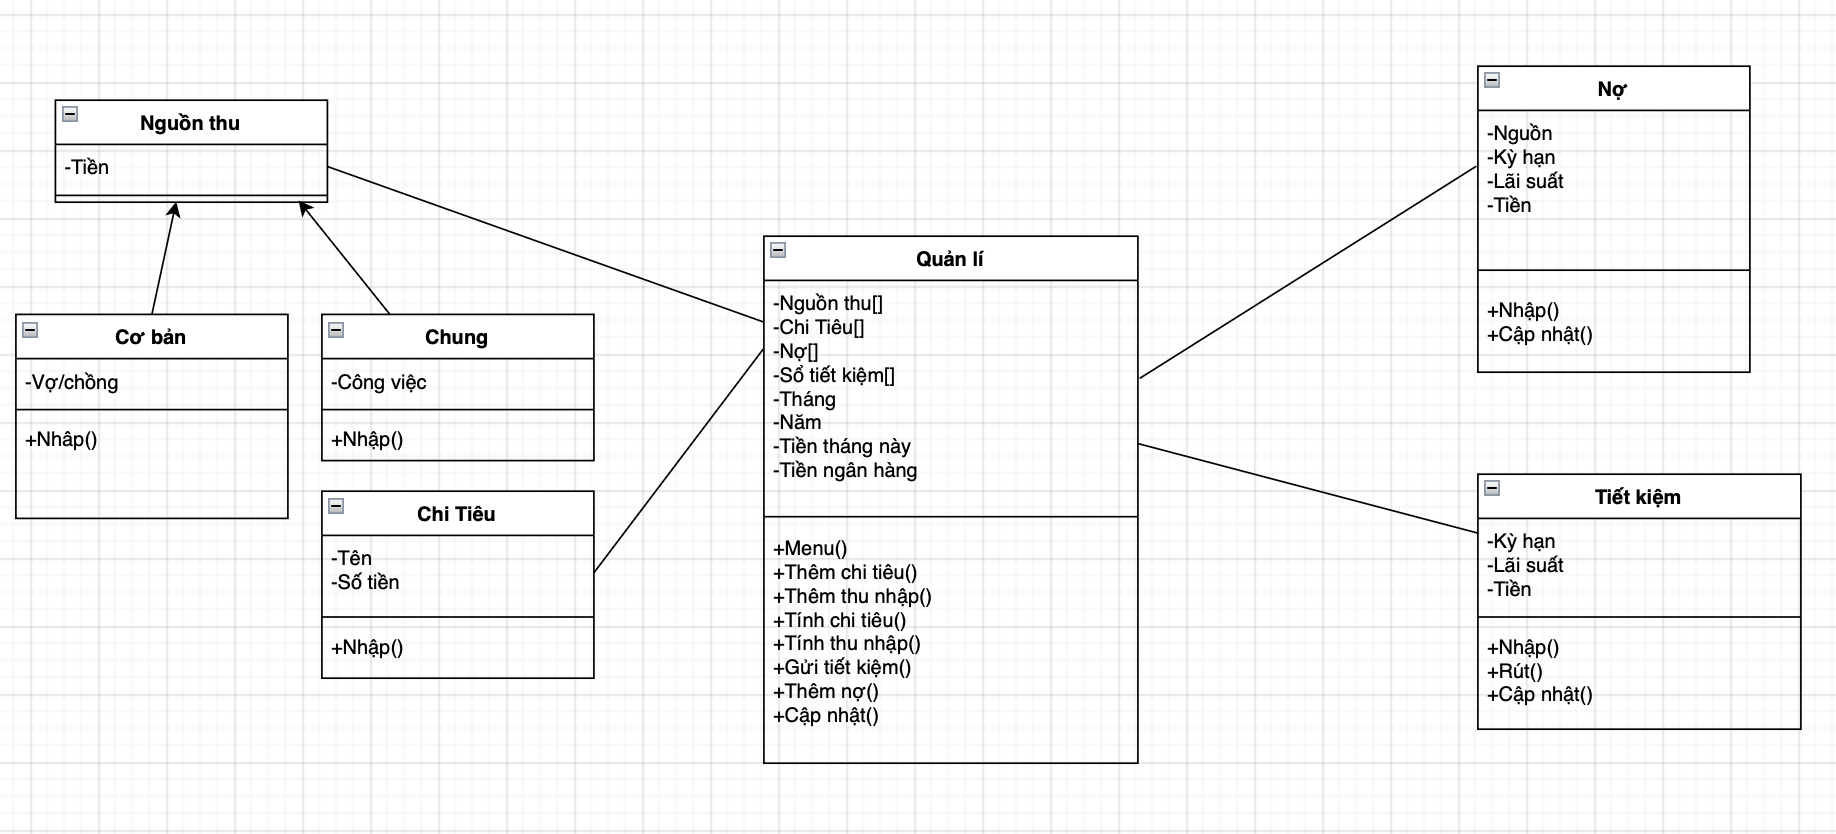 Nguồn thu
-Tiền
Cơ bản
-Vợ/chồng
+Nhâp()
Chung
-Công việc
+Nhập()
Chi Tiêu
-Tên
-Số tiền
+Nhập()
Quản lí
-Nguồn thu[]
-Chi Tiêu[]
-Nợ[]
-Sổ tiết kiệm[]
-Tháng
-Năm
-Tiền tháng này
-Tiền ngân hàng
+Menu()
+Thêm chi tiêu()
+Thêm thu nhập()
+Tính chi tiêu()
+Tính thu nhập()
+Gửi tiết kiệm()
+Thêm nợ()
+Cập nhật()
Nợ
-Nguồn
-Kỳ hạn
-Lãi suất
-Tiền
+Nhập()
+Cập nhật()
Tiết kiệm
-Kỳ hạn
-Lãi suất
-Tiền
+Nhập()
+Rút()
+Cập nhật()